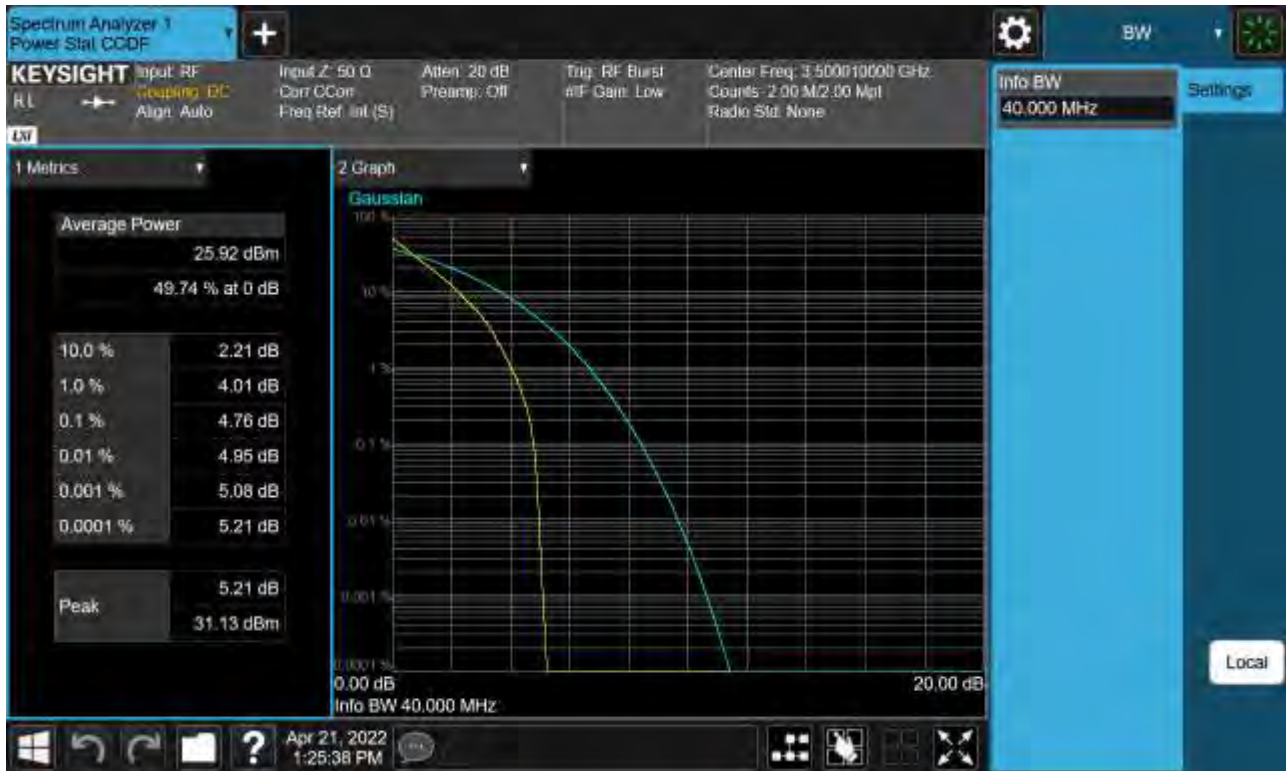 Spectrum Analyzer 1
Power Stat CCDF
+
BW
KEYSIGHT
RL
Input: RF
Coupling: DC
Align: Auto
Input Z: 50 Ω
Corr CCorr
Freq Ref: Int (S)
Atten: 20 dB
Preamp: Off
Trig: RF Burst
#IF Gain: Low
Center Freq: 3.500010000 GHz
Counts: 2.00 M/2.00 Mpt
Radio Std: None
Info BW
40.000 MHz
Settings
1 Metrics
2 Graph
Average Power
25.92 dBm
49.74 % at 0 dB
10.0 % 2.21 dB
1.0 % 4.01 dB
0.1 % 4.76 dB
0.01 % 4.95 dB
0.001 % 5.08 dB
0.0001 % 5.21 dB
Peak
5.21 dB
31.13 dBm
Gaussian
100 %
10 %
1 %
0.1 %
0.01 %
0.001 %
0.0001 %
0.00 dB
20.00 dB
Info BW 40.000 MHz
Local
?
Apr 21, 2022
1:25:38 PM